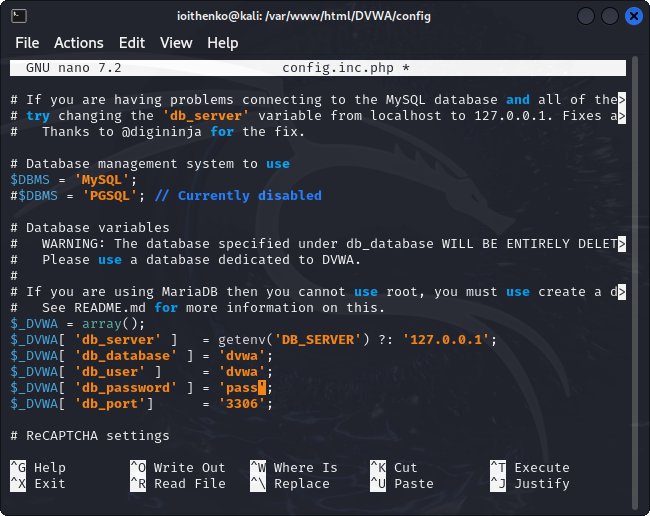 ioithenko@kali: /var/www/html/DVWA/config
File Actions Edit View Help
GNU nano 7.2 config.inc.php *
# If you are having problems connecting to the MySQL database and all of the>
# try changing the 'db_server' variable from localhost to 127.0.0.1. Fixes a>
#   Thanks to @digininja for the fix.
# Database management system to use
$DBMS = 'MySQL';
#$DBMS = 'PGSQL'; // Currently disabled
# Database variables
#   WARNING: The database specified under db_database WILL BE ENTIRELY DELET>
#   Please use a database dedicated to DVWA.
#
# If you are using MariaDB then you cannot use root, you must use create a d>
#   See README.md for more information on this.
$_DVWA = array();
$_DVWA[ 'db_server' ]   = getenv('DB_SERVER') ?: '127.0.0.1';
$_DVWA[ 'db_database' ] = 'dvwa';
$_DVWA[ 'db_user' ]     = 'dvwa';
$_DVWA[ 'db_password' ] = 'pass';
$_DVWA[ 'db_port']      = '3306';
# ReCAPTCHA settings
^G Help ^O Write Out ^W Where Is ^K Cut ^T Execute
^X Exit ^R Read File ^\ Replace ^U Paste ^J Justify